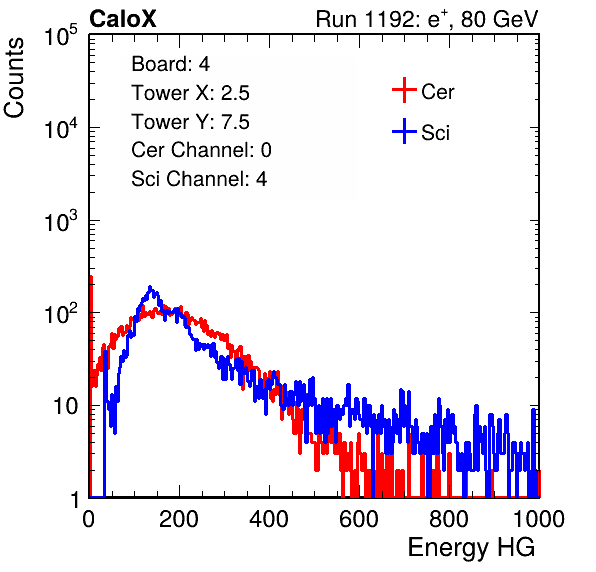 CaloX
Run 1192: e⁺, 80 GeV
Counts
10⁵
10⁴
10³
10²
10
1
Board: 4
Tower X: 2.5
Tower Y: 7.5
Cer Channel: 0
Sci Channel: 4
Cer
Sci
0 200 400 600 800 1000
Energy HG